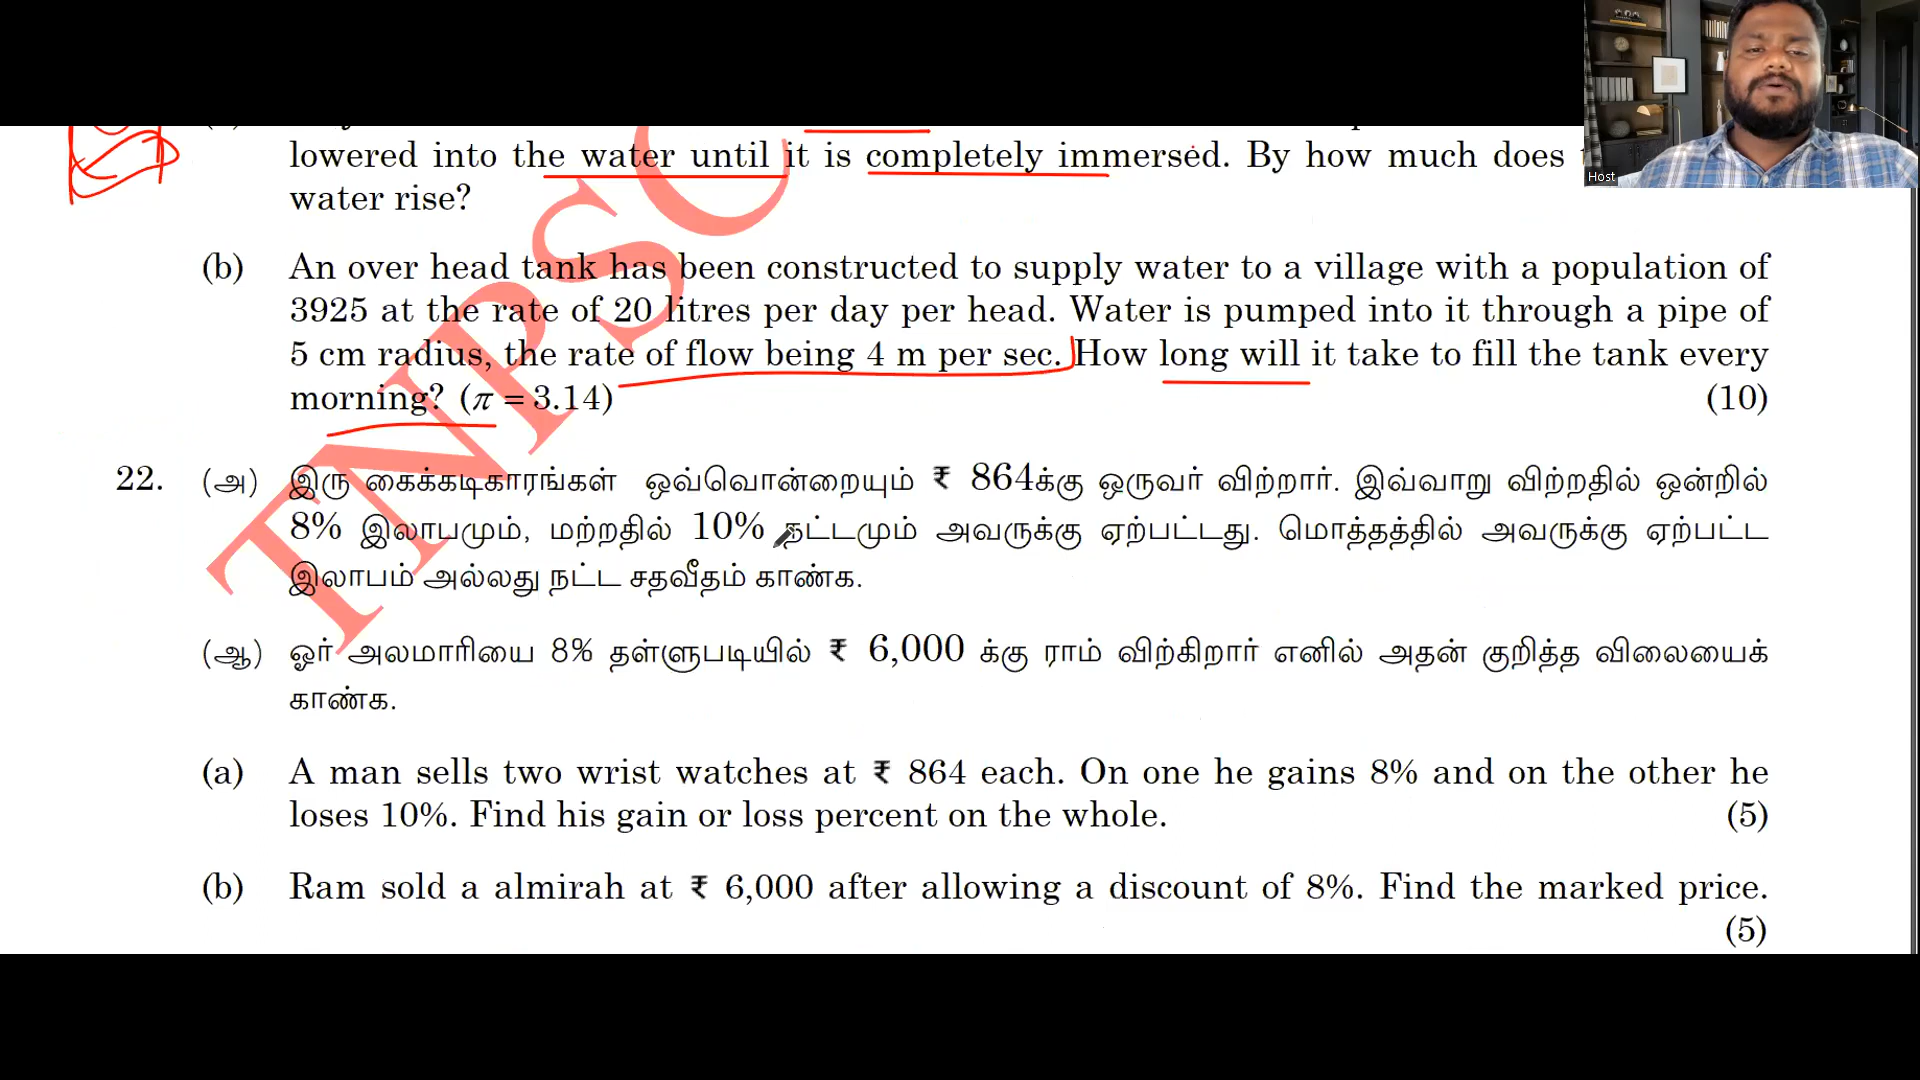 Host
lowered into the water until it is completely immersed. By how much does
water rise?
(b) An over head tank has been constructed to supply water to a village with a population of
3925 at the rate of 20 litres per day per head. Water is pumped into it through a pipe of
5 cm radius, the rate of flow being 4 m per sec. How long will it take to fill the tank every
morning? (π = 3.14) (10)
TNPSC
22. (அ) இரு கைக்கடிகாரங்கள் ஒவ்வொன்றையும் ₹ 864க்கு ஒருவர் விற்றார். இவ்வாறு விற்றதில் ஒன்றில்
8% இலாபமும், மற்றதில் 10% நட்டமும் அவருக்கு ஏற்பட்டது. மொத்தத்தில் அவருக்கு ஏற்பட்ட
இலாபம் அல்லது நட்ட சதவீதம் காண்க.
(ஆ) ஓர் அலமாரியை 8% தள்ளுபடியில் ₹ 6,000 க்கு ராம் விற்கிறார் எனில் அதன் குறித்த விலையைக்
காண்க.
(a) A man sells two wrist watches at ₹ 864 each. On one he gains 8% and on the other he
loses 10%. Find his gain or loss percent on the whole. (5)
(b) Ram sold a almirah at ₹ 6,000 after allowing a discount of 8%. Find the marked price.
(5)